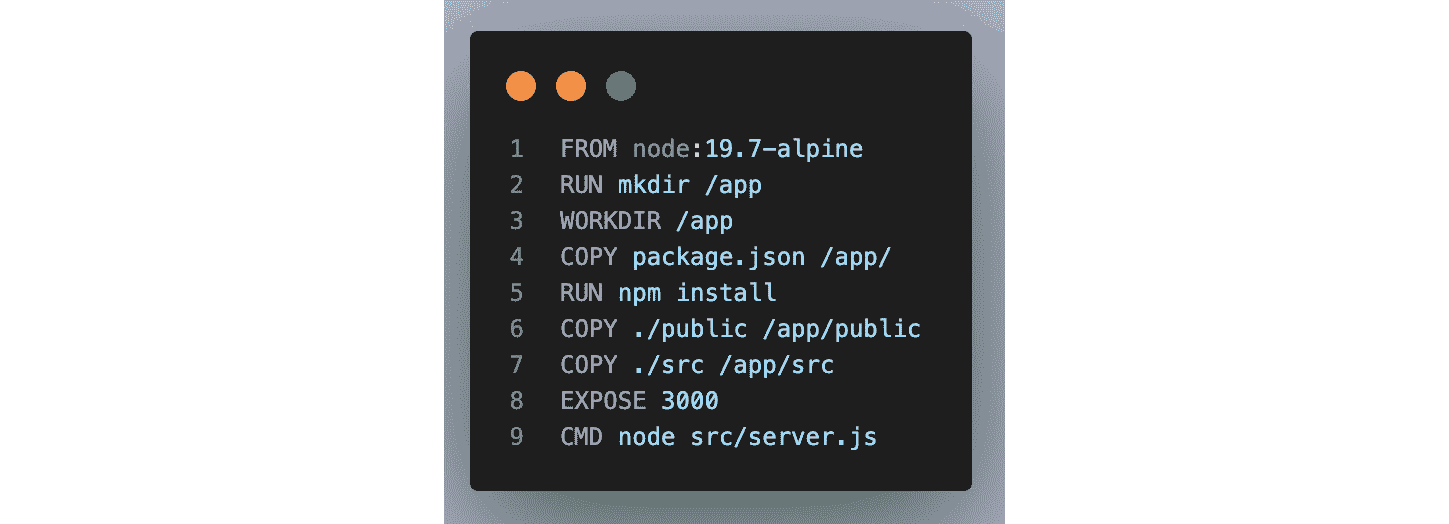 1 FROM node:19.7-alpine
2 RUN mkdir /app
3 WORKDIR /app
4 COPY package.json /app/
5 RUN npm install
6 COPY ./public /app/public
7 COPY ./src /app/src
8 EXPOSE 3000
9 CMD node src/server.js